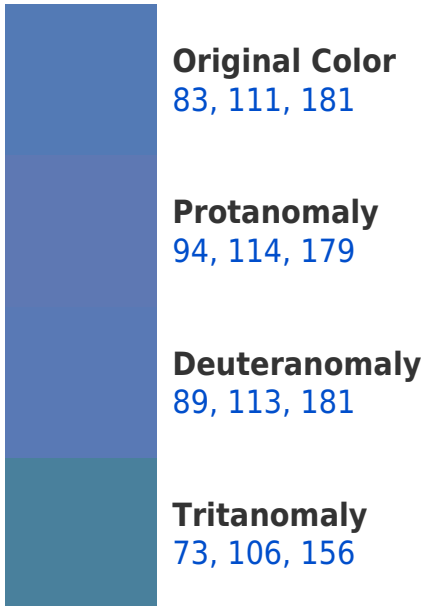 Original Color
83, 111, 181
Protanomaly
94, 114, 179
Deuteranomaly
89, 113, 181
Tritanomaly
73, 106, 156